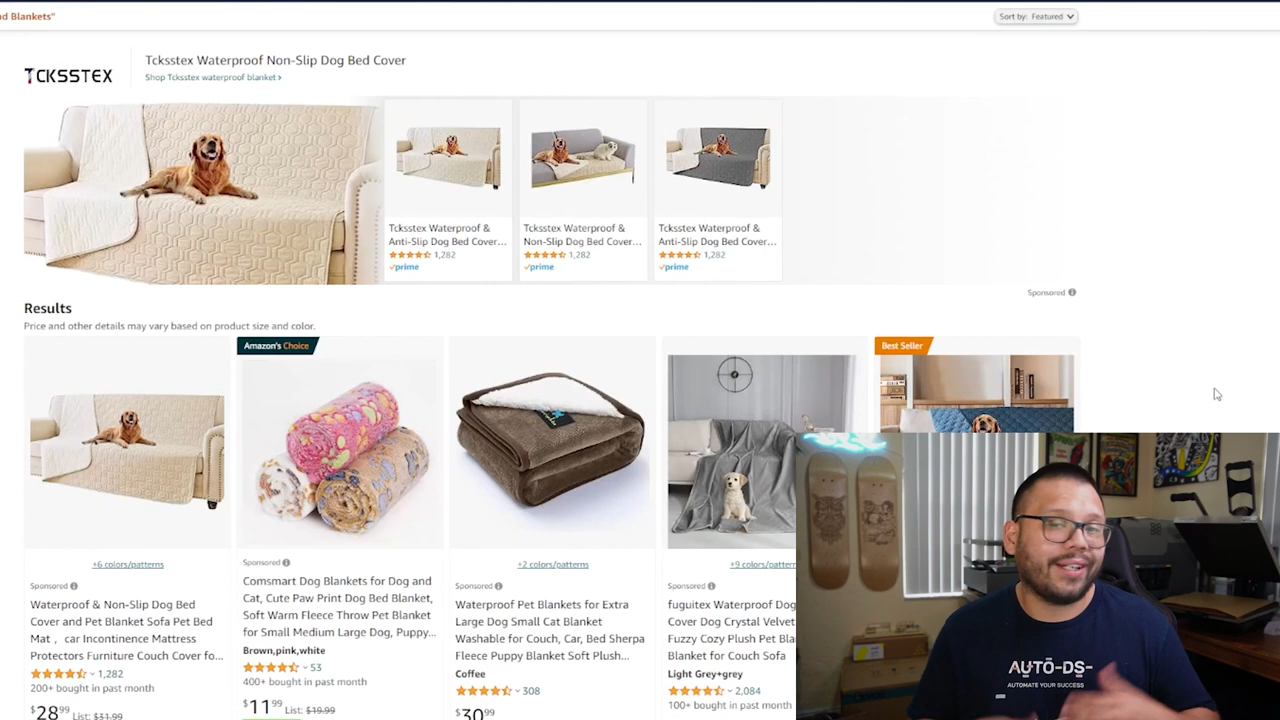 nd Blankets"
Sort by: Featured
TCKSSTEX
Tcksstex Waterproof Non-Slip Dog Bed Cover
Shop Tcksstex waterproof blanket ›
Tcksstex Waterproof &
Anti-Slip Dog Bed Cover...
1,282
prime
Tcksstex Waterproof &
Non-Slip Dog Bed Cover...
1,282
prime
Tcksstex Waterproof &
Anti-Slip Dog Bed Cover...
1,282
prime
Sponsored
Results
Price and other details may vary based on product size and color.
+6 colors/patterns
Sponsored
Waterproof & Non-Slip Dog Bed
Cover and Pet Blanket Sofa Pet Bed
Mat， car Incontinence Mattress
Protectors Furniture Couch Cover fo...
1,282
200+ bought in past month
$28 99 List: $31.99
Amazon's Choice
Sponsored
Comsmart Dog Blankets for Dog and
Cat, Cute Paw Print Dog Bed Blanket,
Soft Warm Fleece Throw Pet Blanket
for Small Medium Large Dog, Puppy...
Brown,pink,white
53
400+ bought in past month
$11 99 List: $19.99
+2 colors/patterns
Sponsored
Waterproof Pet Blankets for Extra
Large Dog Small Cat Blanket
Washable for Couch, Car, Bed Sherpa
Fleece Puppy Blanket Soft Plush...
Coffee
308
$30 99
+9 colors/pattern
Sponsored
fuguitex Waterproof Dog
Cover Dog Crystal Velvet
Fuzzy Cozy Plush Pet Blan
Blanket for Couch Sofa
Light Grey+grey
2,084
100+ bought in past month
Best Seller
AUTO-DS-
AUTOMATE YOUR SUCCESS